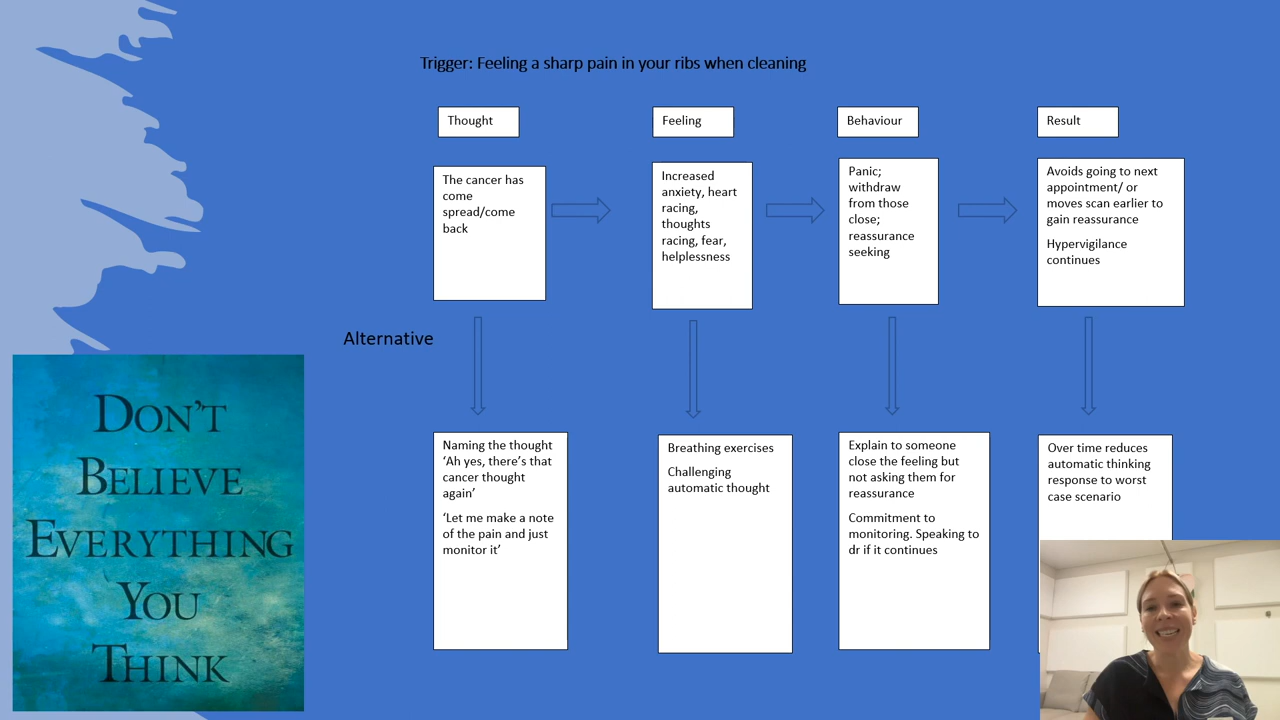 Trigger: Feeling a sharp pain in your ribs when cleaning
Thought
Feeling
Behaviour
Result
The cancer has
come
spread/come
back
Increased
anxiety, heart
racing,
thoughts
racing, fear,
helplessness
Panic;
withdraw
from those
close;
reassurance
seeking
Avoids going to next
appointment/ or
moves scan earlier to
gain reassurance
Hypervigilance
continues
Alternative
Naming the thought
‘Ah yes, there’s that
cancer thought
again’
‘Let me make a note
of the pain and just
monitor it’
Breathing exercises
Challenging
automatic thought
Explain to someone
close the feeling but
not asking them for
reassurance
Commitment to
monitoring. Speaking to
dr if it continues
Over time reduces
automatic thinking
response to worst
case scenario
DON’T
BELIEVE
EVERYTHING
YOU
THINK